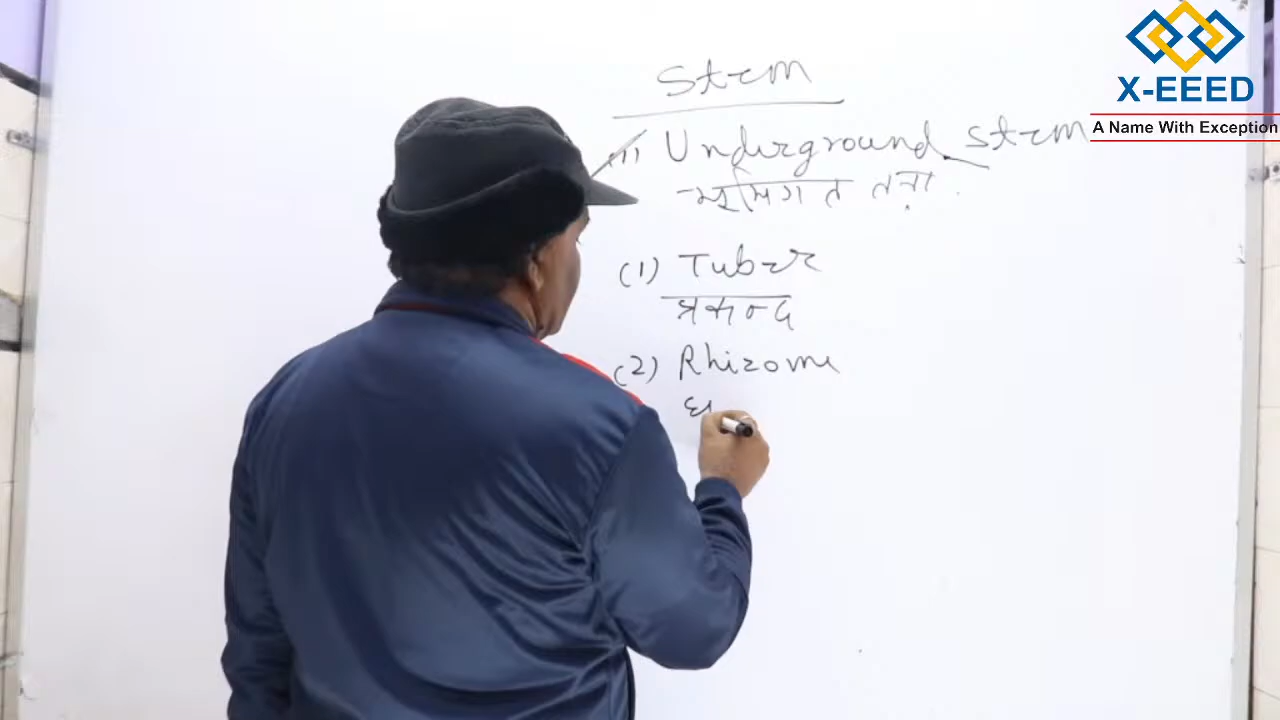 X-EEED
A Name With Exception
Stem
(1) Underground Stem
भूमिगत तना
(1) Tuber
प्रकन्द
(2) Rhizome
घ